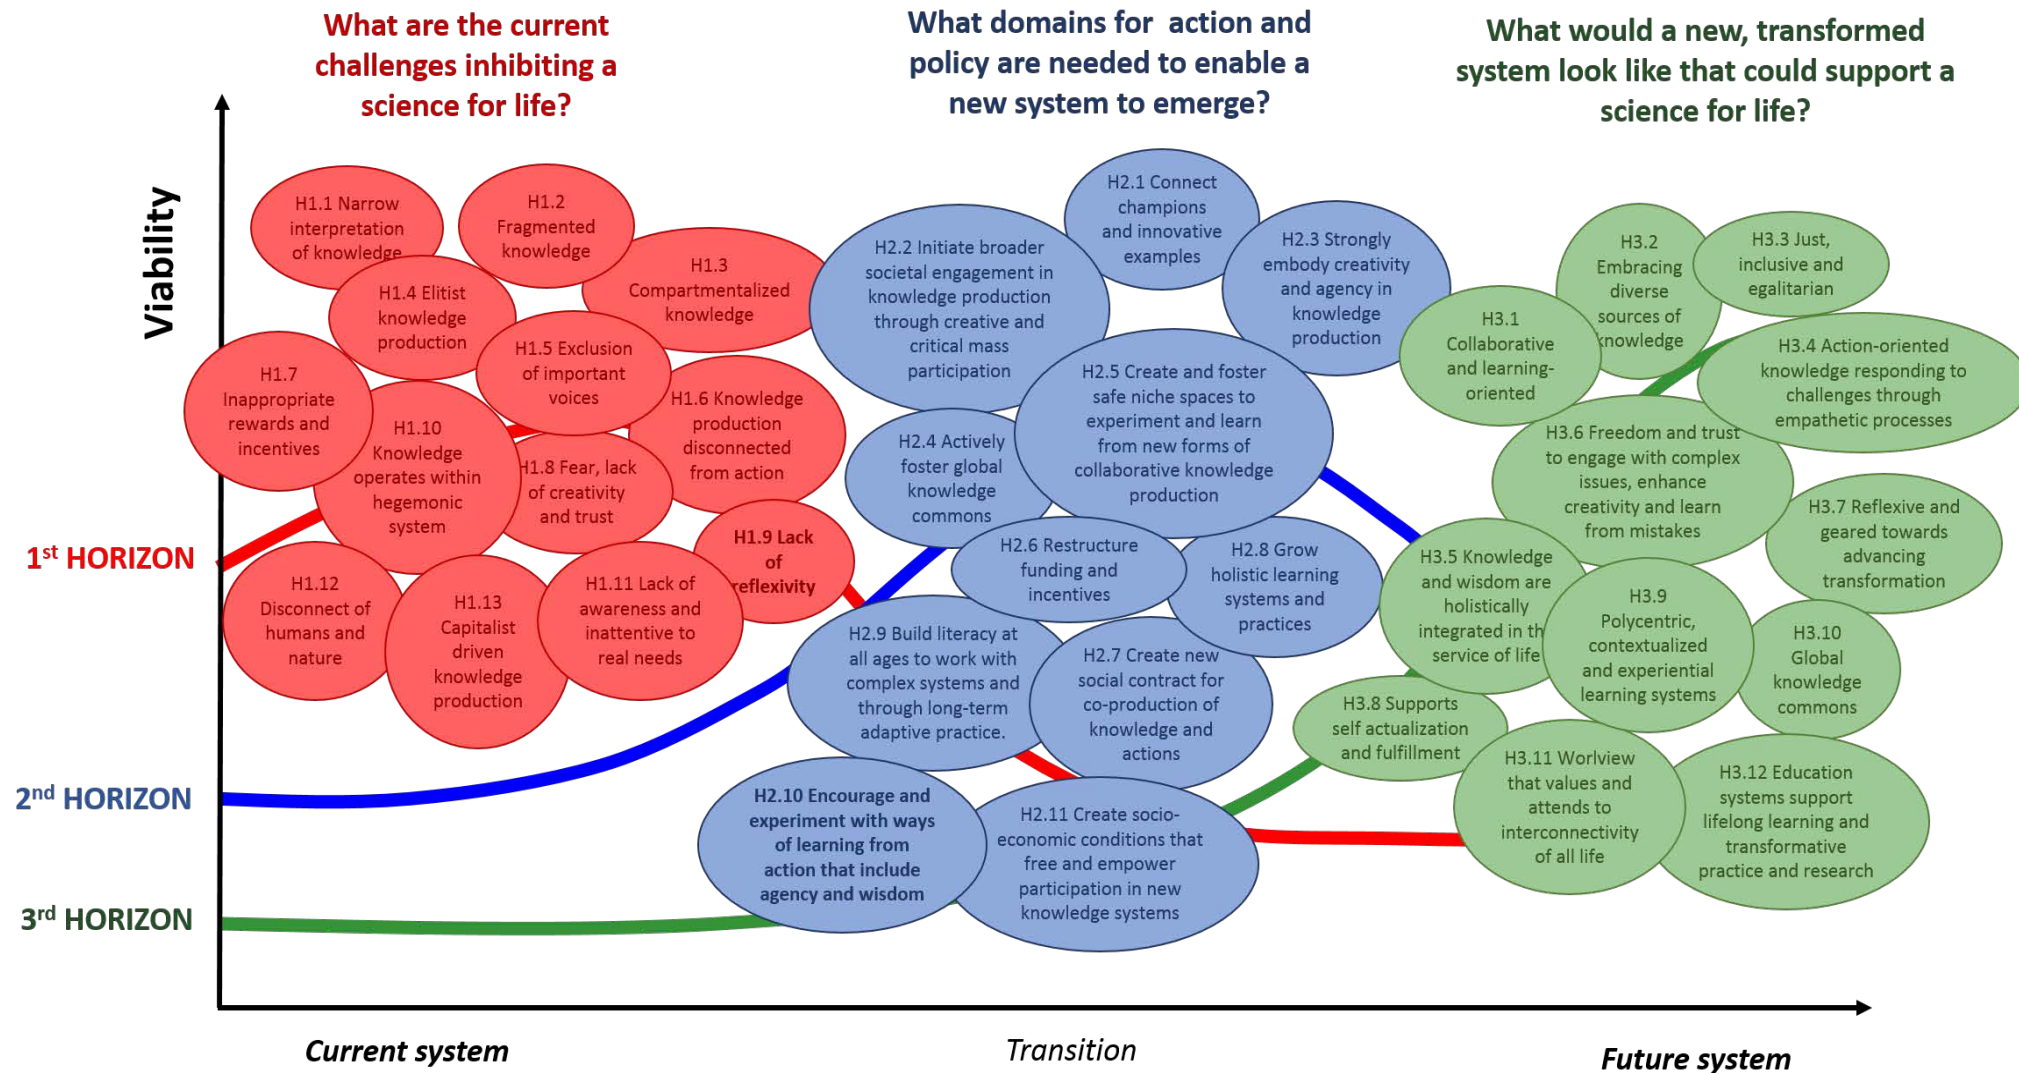 What are the current
challenges inhibiting a
science for life?
What domains for action and
policy are needed to enable a
new system to emerge?
What would a new, transformed
system look like that could support a
science for life?
Viability
1st HORIZON
2nd HORIZON
3rd HORIZON
H1.1 Narrow
interpretation
of knowledge
H1.2
Fragmented
knowledge
H1.3
Compartmentalized
knowledge
H1.4 Elitist
knowledge
production
H1.5 Exclusion
of important
voices
H1.6 Knowledge
production
disconnected
from action
H1.7
Inappropriate
rewards and
incentives
H1.10
Knowledge
operates within
hegemonic
system
H1.8 Fear, lack
of creativity
and trust
H1.9 Lack
of
reflexivity
H1.12
Disconnect of
humans and
nature
H1.13
Capitalist
driven
knowledge
production
H1.11 Lack of
awareness and
inattentive to
real needs
H2.1 Connect
champions
and innovative
examples
H2.2 Initiate broader
societal engagement in
knowledge production
through creative and
critical mass
participation
H2.3 Strongly
embody creativity
and agency in
knowledge
production
H2.4 Actively
foster global
knowledge
commons
H2.5 Create and foster
safe niche spaces to
experiment and learn
from new forms of
collaborative knowledge
production
H2.6 Restructure
funding and
incentives
H2.8 Grow
holistic learning
systems and
practices
H2.9 Build literacy at
all ages to work with
complex systems and
through long-term
adaptive practice.
H2.7 Create new
social contract for
co-production of
knowledge and
actions
H2.10 Encourage and
experiment with ways
of learning from
action that include
agency and wisdom
H2.11 Create socio-
economic conditions that
free and empower
participation in new
knowledge systems
H3.1
Collaborative
and learning-
oriented
H3.2
Embracing
diverse
sources of
knowledge
H3.3 Just,
inclusive and
egalitarian
H3.4 Action-oriented
knowledge responding to
challenges through
empathetic processes
H3.6 Freedom and trust
to engage with complex
issues, enhance
creativity and learn
from mistakes
H3.7 Reflexive and
geared towards
advancing
transformation
H3.5 Knowledge
and wisdom are
holistically
integrated in th
service of life
H3.9
Polycentric,
contextualized
and experiential
learning systems
H3.10
Global
knowledge
commons
H3.8 Supports
self actualization
and fulfillment
H3.11 Worlview
that values and
attends to
interconnectivity
of all life
H3.12 Education
systems support
lifelong learning and
transformative
practice and research
Current system
Transition
Future system